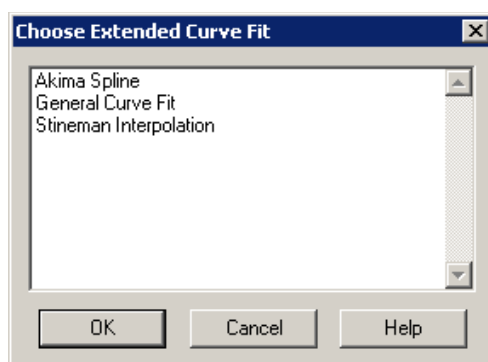 Choose Extended Curve Fit
Akima Spline
General Curve Fit
Stineman Interpolation
OK Cancel Help